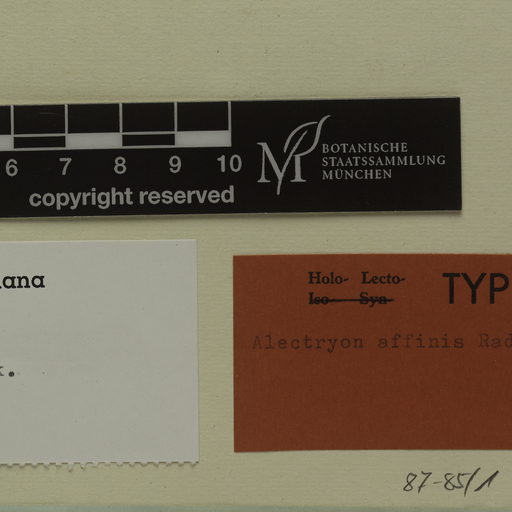 6 7 8 9 10
copyright reserved
M BOTANISCHE
STAATSSAMMLUNG
MÜNCHEN
Holo- Lecto-
Iso- Syn-
TYP
Alectryon affinis Rad
87-85/1